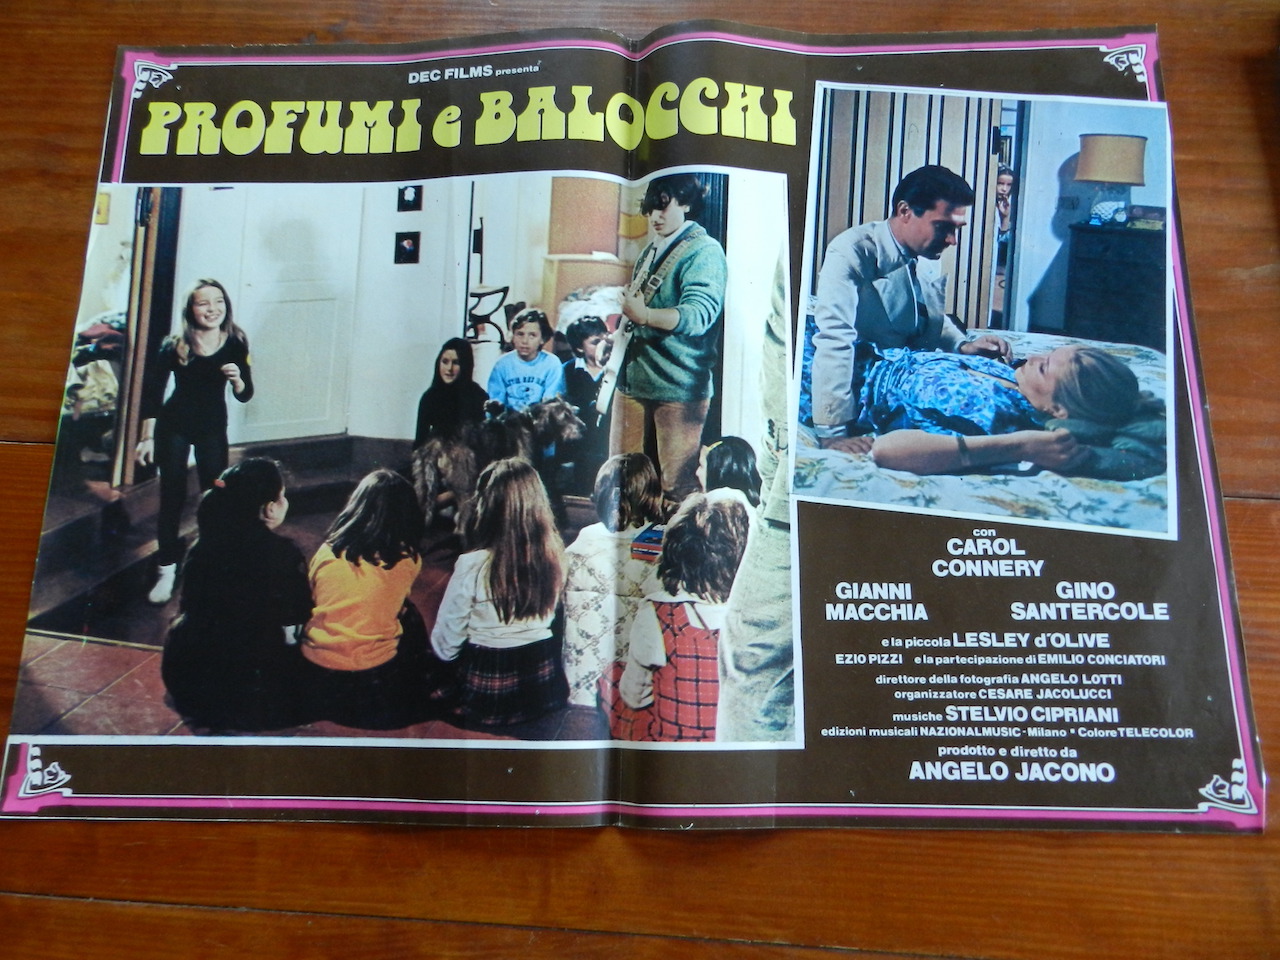 DEC FILMS presenta
PROFUMI e BALOCCHI
con
CAROL
CONNERY
GIANNI
MACCHIA
GINO
SANTERCOLE
e la piccola LESLEY d'OLIVE
EZIO PIZZI e la partecipazione di EMILIO CONCIATORI
direttore della fotografia ANGELO LOTTI
organizzatore CESARE JACOLUCCI
musiche STELVIO CIPRIANI
edizioni musicali NAZIONALMUSIC - Milano * Colore TELECOLOR
prodotto e diretto da
ANGELO JACONO